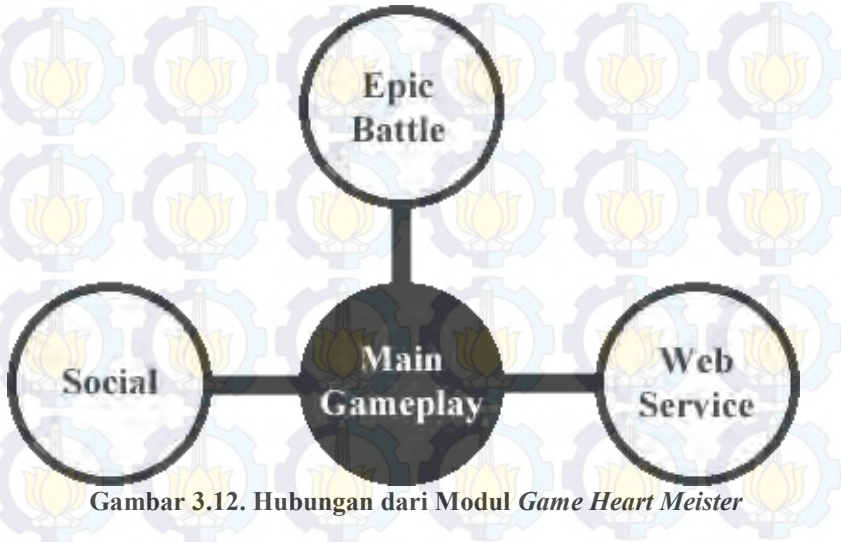 Epic
Battle
Social
Main
Gameplay
Web
Service
Gambar 3.12. Hubungan dari Modul Game Heart Meister